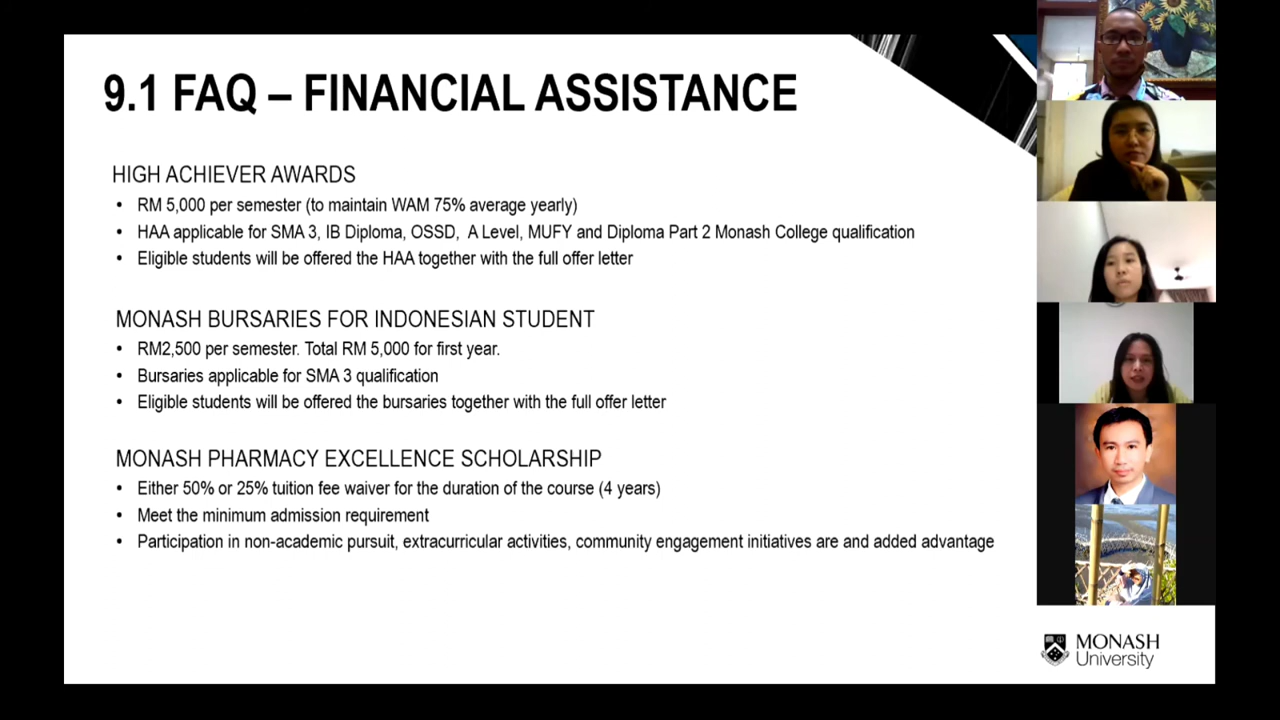 9.1 FAQ – FINANCIAL ASSISTANCE
HIGH ACHIEVER AWARDS
• RM 5,000 per semester (to maintain WAM 75% average yearly)
• HAA applicable for SMA 3, IB Diploma, OSSD, A Level, MUFY and Diploma Part 2 Monash College qualification
• Eligible students will be offered the HAA together with the full offer letter
MONASH BURSARIES FOR INDONESIAN STUDENT
• RM2,500 per semester. Total RM 5,000 for first year.
• Bursaries applicable for SMA 3 qualification
• Eligible students will be offered the bursaries together with the full offer letter
MONASH PHARMACY EXCELLENCE SCHOLARSHIP
• Either 50% or 25% tuition fee waiver for the duration of the course (4 years)
• Meet the minimum admission requirement
• Participation in non-academic pursuit, extracurricular activities, community engagement initiatives are and added advantage
MONASH
University